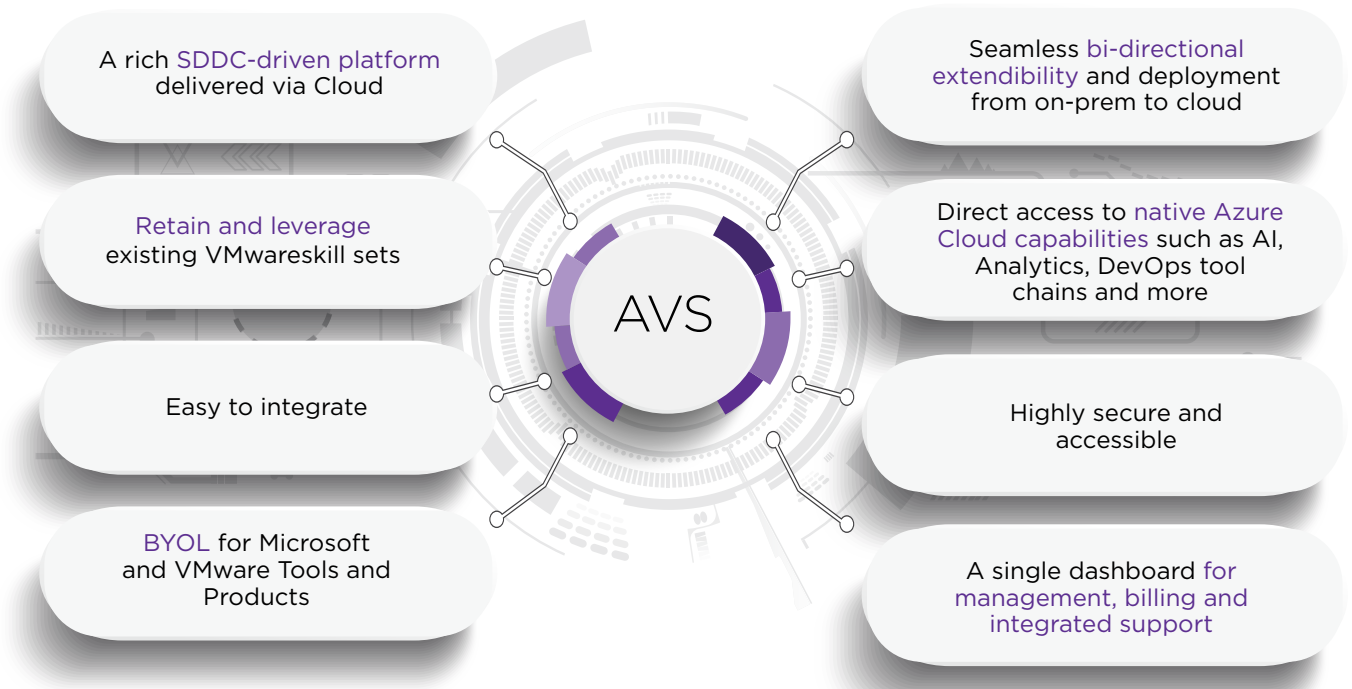 A rich SDDC-driven platform
delivered via Cloud
Retain and leverage
existing VMwareskill sets
Easy to integrate
BYOL for Microsoft
and VMware Tools and
Products
AVS
Seamless bi-directional
extendibility and deployment
from on-prem to cloud
Direct access to native Azure
Cloud capabilities such as AI,
Analytics, DevOps tool
chains and more
Highly secure and
accessible
A single dashboard for
management, billing and
integrated support